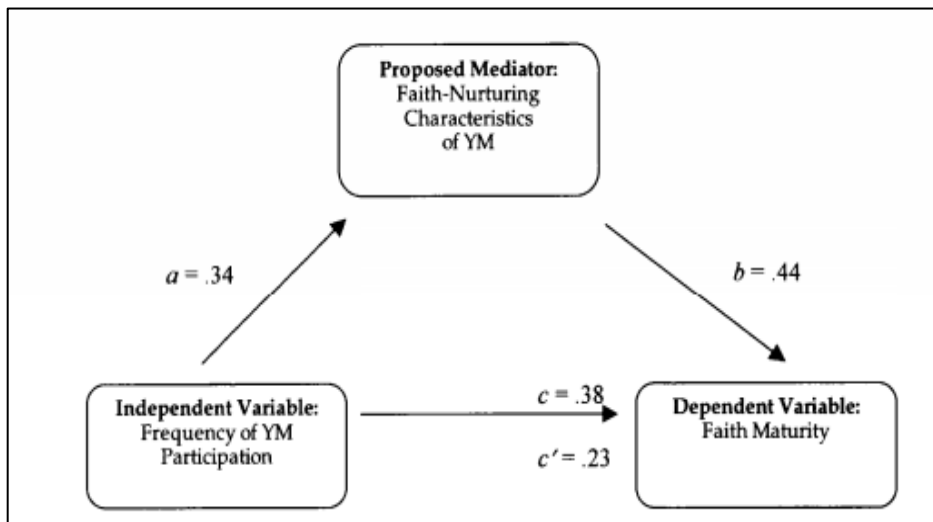 Proposed Mediator:
Faith-Nurturing
Characteristics
of YM
a = .34
b = .44
Independent Variable:
Frequency of YM
Participation
c = .38
c' = .23
Dependent Variable:
Faith Maturity